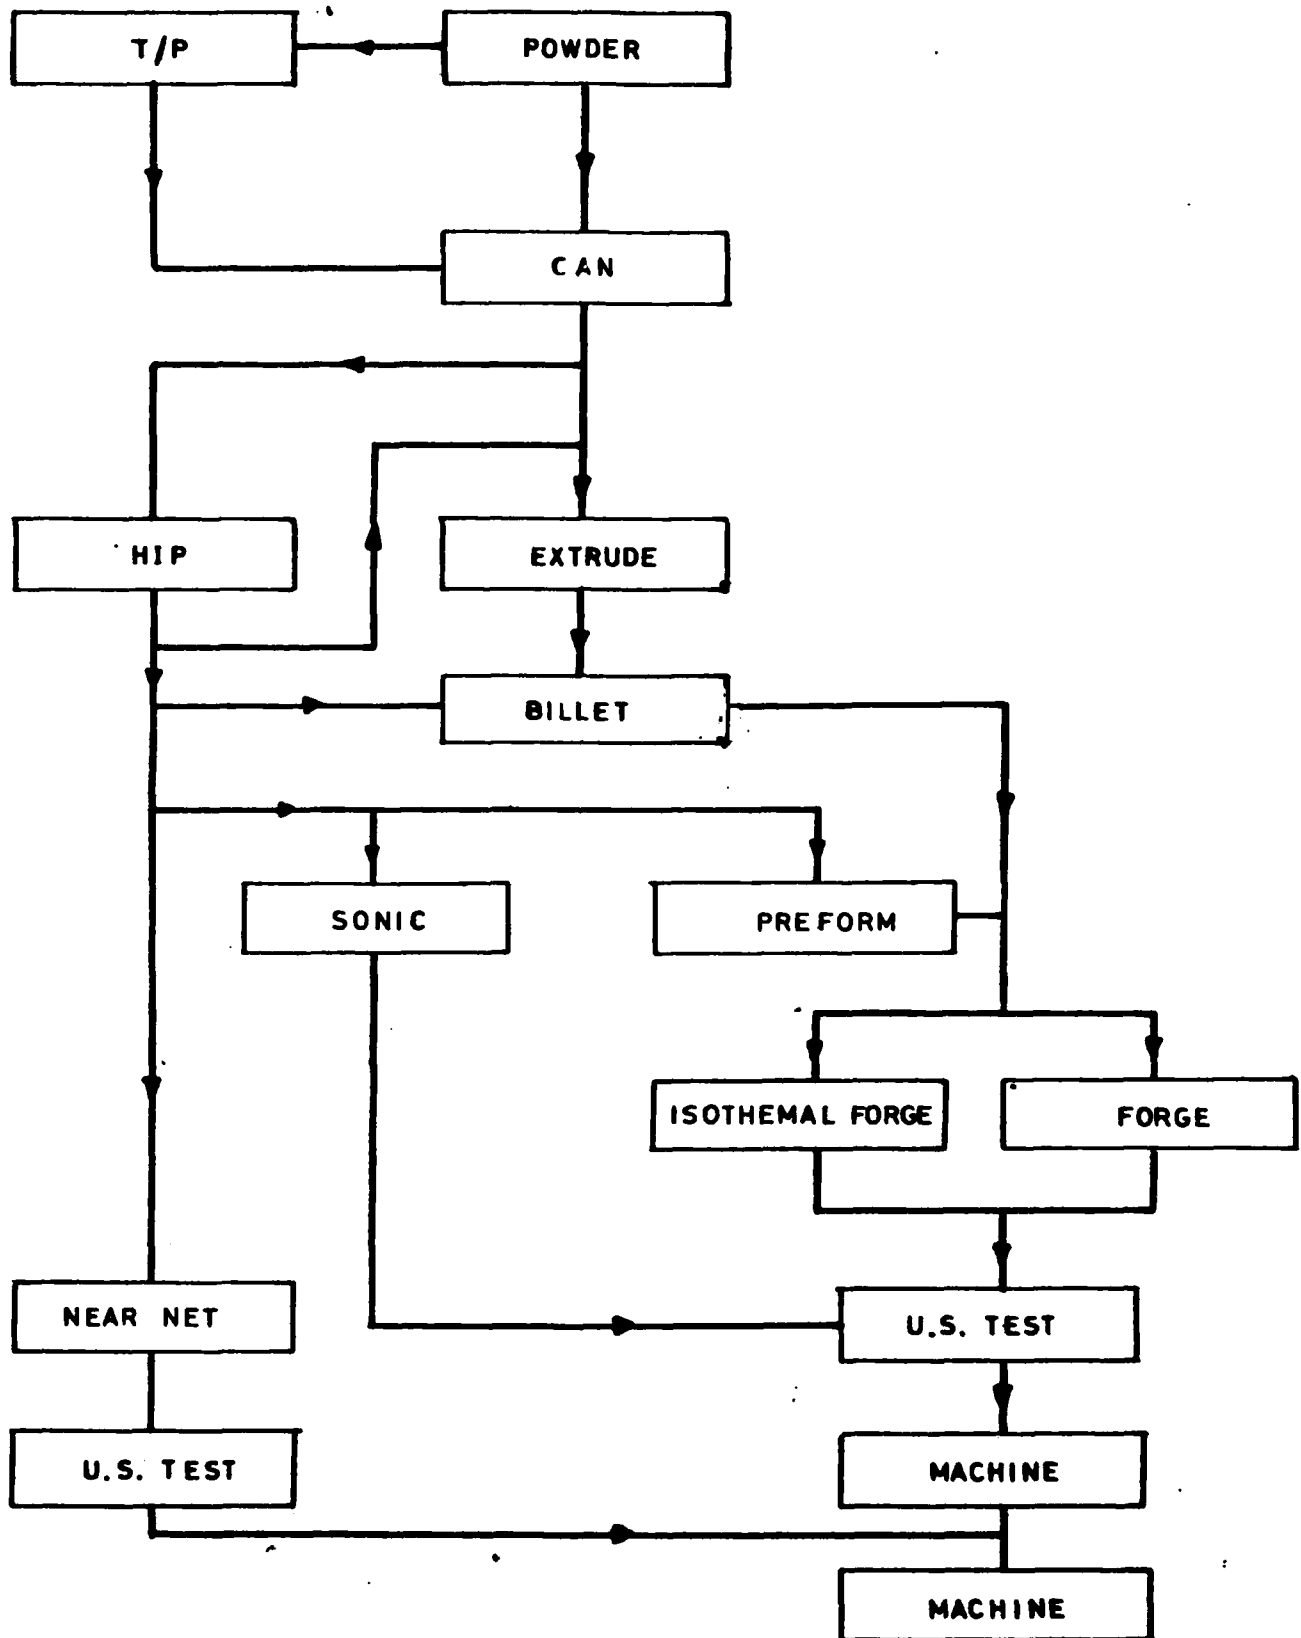 T/P
POWDER
CAN
HIP
EXTRUDE
BILLET
SONIC
PREFORM
ISOTHEMAL FORGE
FORGE
NEAR NET
U.S. TEST
U.S. TEST
MACHINE
MACHINE